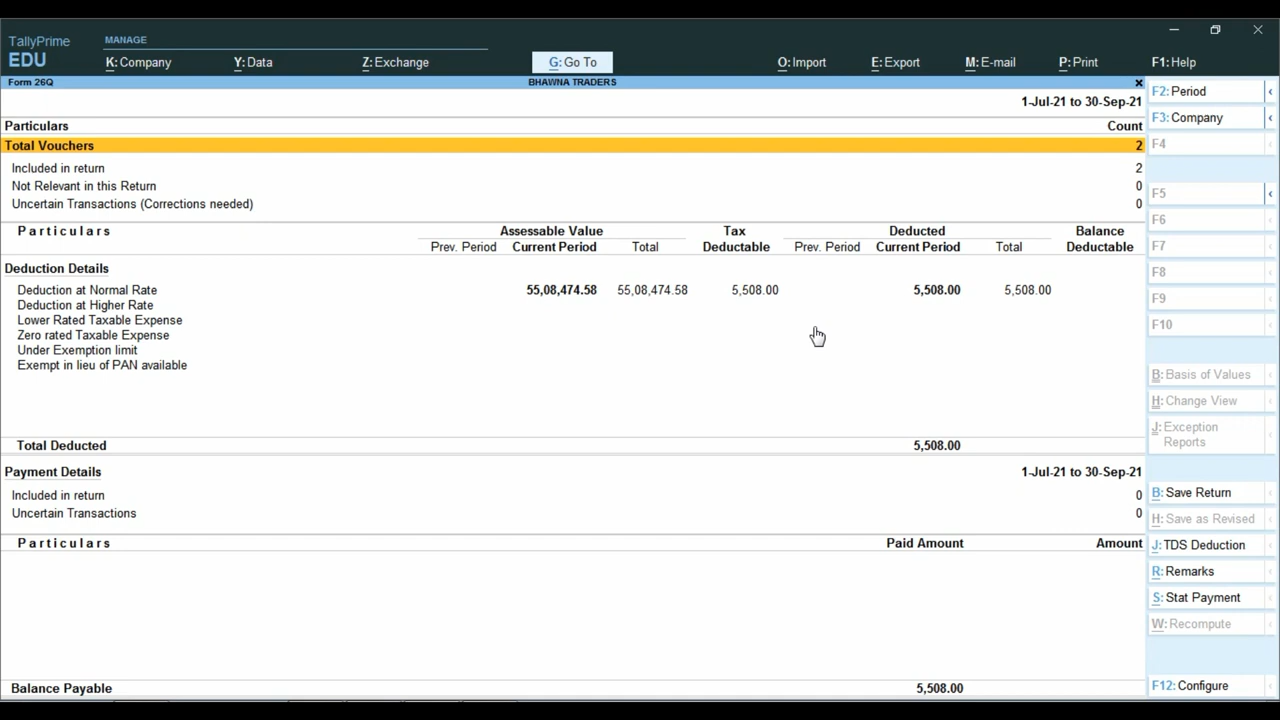 TallyPrime
EDU
MANAGE
K: Company Y: Data Z: Exchange G: Go To O: Import E: Export M: E-mail P: Print F1: Help
Form 26Q BHAWNA TRADERS x
1-Jul-21 to 30-Sep-21
Particulars Count
Total Vouchers 2
Included in return 2
Not Relevant in this Return 0
Uncertain Transactions (Corrections needed) 0
Particulars Assessable Value Tax Deducted Balance
Prev. Period Current Period Total Deductable Prev. Period Current Period Total Deductable
Deduction Details
Deduction at Normal Rate 55,08,474.58 55,08,474.58 5,508.00 5,508.00 5,508.00
Deduction at Higher Rate
Lower Rated Taxable Expense
Zero rated Taxable Expense
Under Exemption limit
Exempt in lieu of PAN available
Total Deducted 5,508.00
Payment Details 1-Jul-21 to 30-Sep-21
Included in return 0
Uncertain Transactions 0
Particulars Paid Amount Amount
Balance Payable 5,508.00
F2: Period
F3: Company
F4
F5
F6
F7
F8
F9
F10
B: Basis of Values
H: Change View
J: Exception
Reports
B: Save Return
H: Save as Revised
J: TDS Deduction
R: Remarks
S: Stat Payment
W: Recompute
F12: Configure